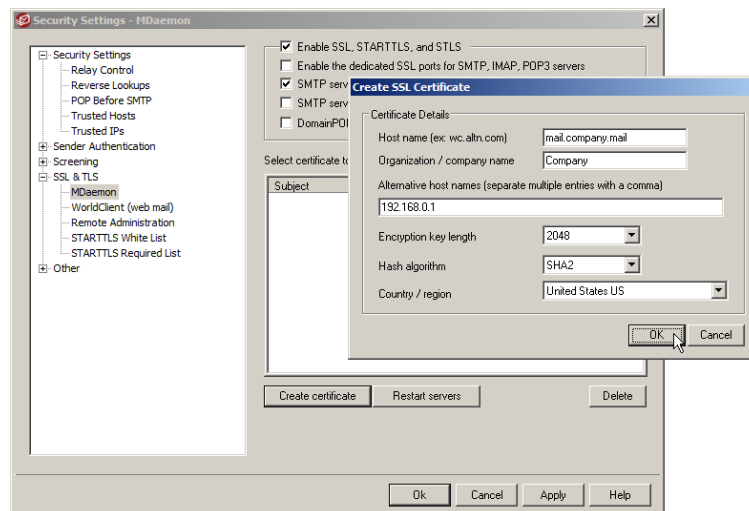 Security Settings - MDaemon
Security Settings
Relay Control
Reverse Lookups
POP Before SMTP
Trusted Hosts
Trusted IPs
Sender Authentication
Screening
SSL & TLS
MDaemon
WorldClient (web mail)
Remote Administration
STARTTLS White List
STARTTLS Required List
Other
Enable SSL, STARTTLS, and STLS
Enable the dedicated SSL ports for SMTP, IMAP, POP3 servers
SMTP serv
SMTP serv
DomainPO
Select certificate to
Subject
Create certificate
Restart servers
Delete
Create SSL Certificate
Certificate Details
Host name (ex: wc.altn.com)
mail.company.mail
Organization / company name
Company
Alternative host names (separate multiple entries with a comma)
192.168.0.1
Encryption key length
2048
Hash algorithm
SHA2
Country / region
United States US
OK
Cancel
Ok
Cancel
Apply
Help